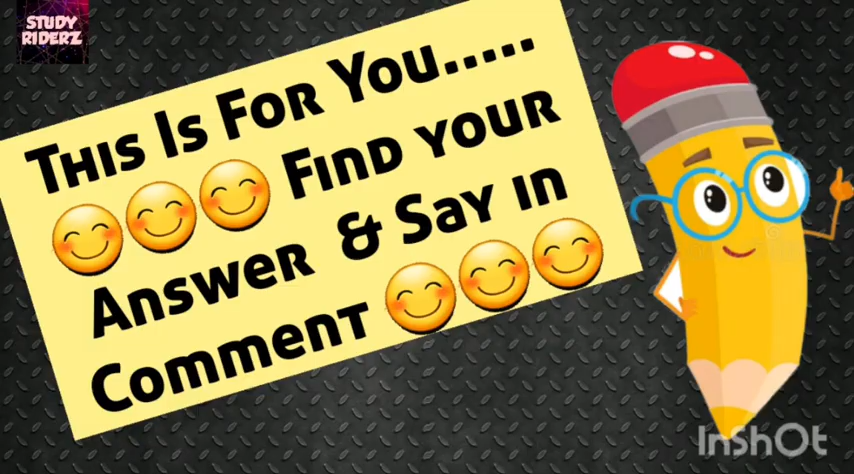 STUDY
RIDERZ
This Is For You.....
😊😊😊 Find your
Answer & Say in
Comment 😊😊😊
InShOt